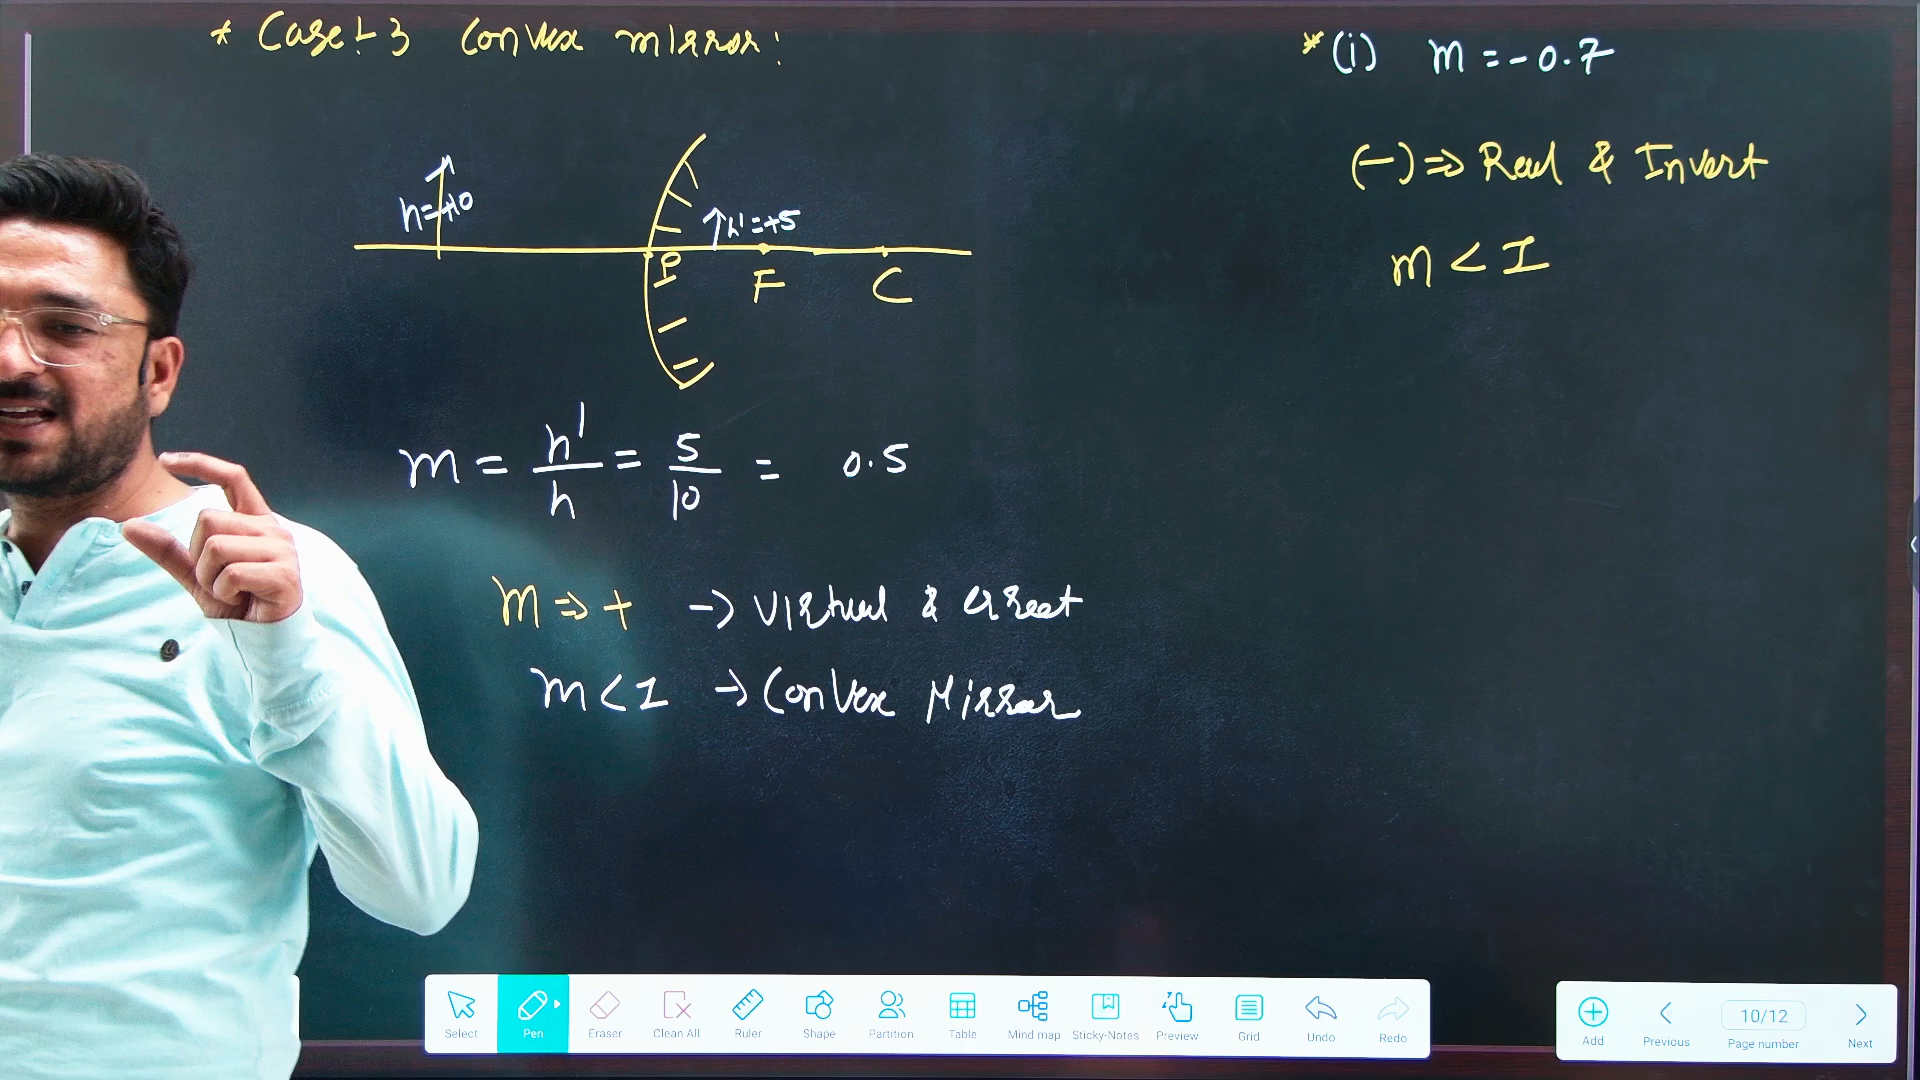 * Case:- 3 Convex mirror:
h=+10
h'=+5
P
F
C
m = h'/h = 5/10 = 0.5
m => + -> Virtual & erect
m < 1 -> Convex Mirror
* (i) m = -0.7
(-) => Real & Invert
m < 1
Select
Pen
Eraser
Clean All
Ruler
Shape
Partition
Table
Mind map
Sticky-Notes
Preview
Grid
Undo
Redo
Add
Previous
10/12
Page number
Next